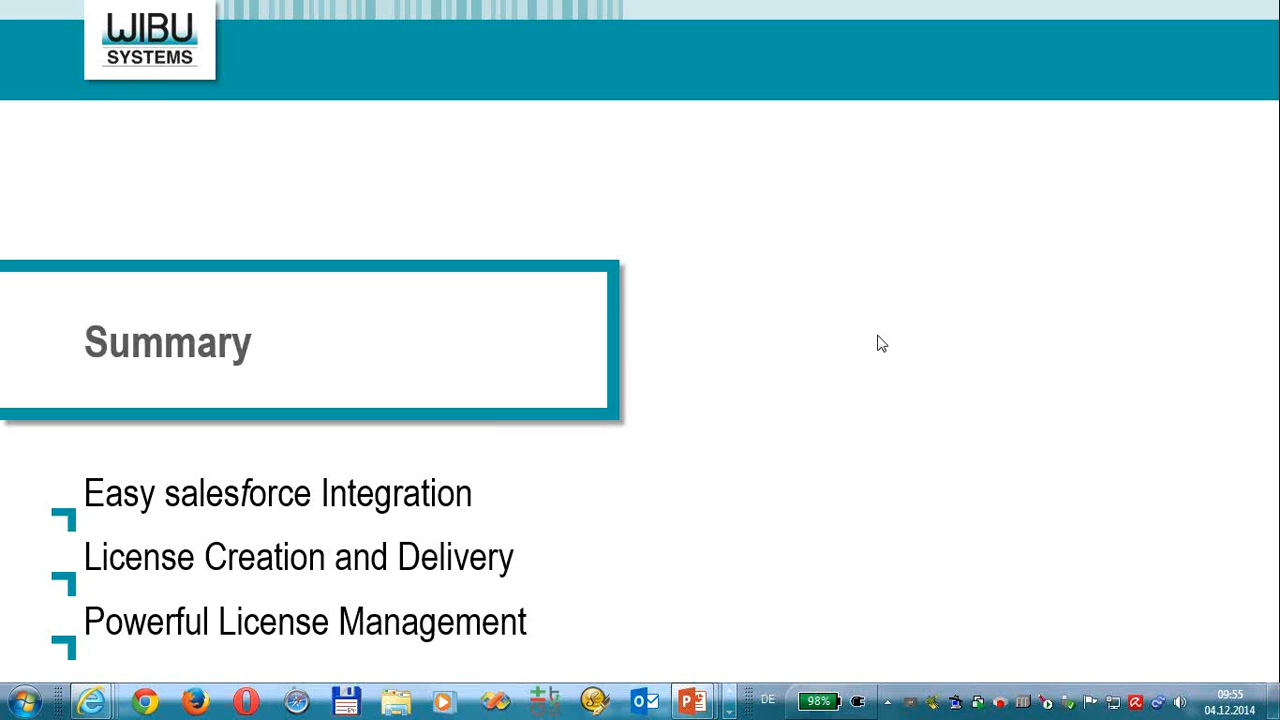 WIBU
SYSTEMS
Summary
Easy salesforce Integration
License Creation and Delivery
Powerful License Management
DE
98%
09:55
04.12.2014